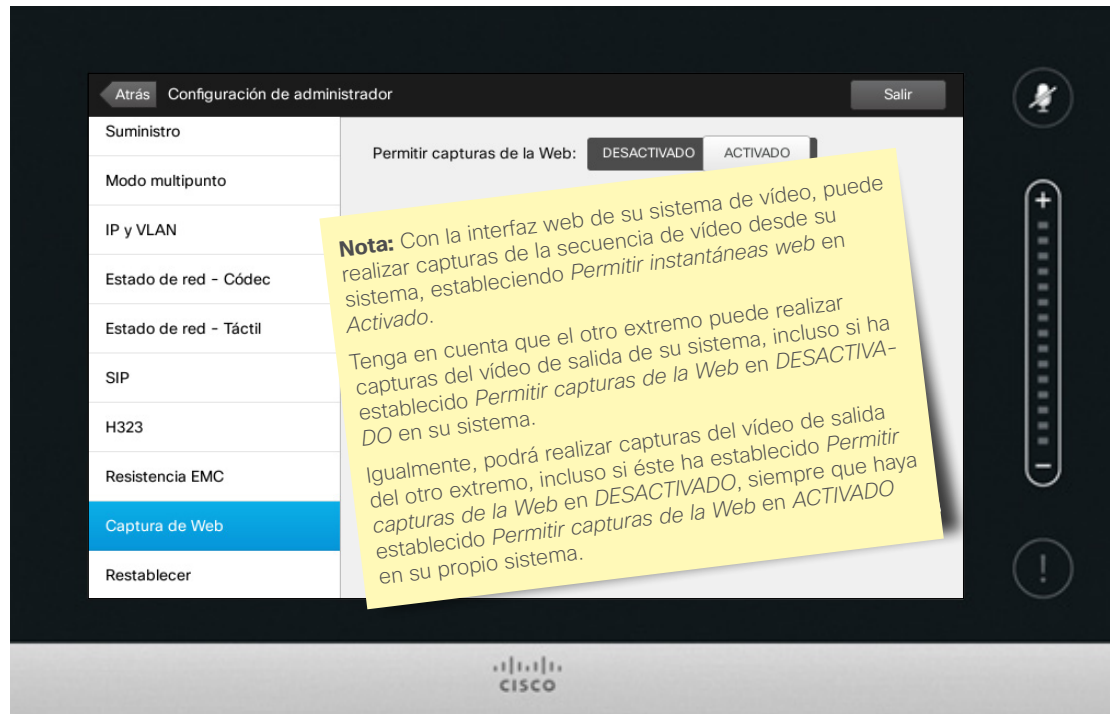 Atrás Configuración de administrador Salir
Suministro
Modo multipunto
IP y VLAN
Estado de red - Códec
Estado de red - Táctil
SIP
H323
Resistencia EMC
Captura de Web
Restablecer
Permitir capturas de la Web: DESACTIVADO ACTIVADO
Nota: Con la interfaz web de su sistema de vídeo, puede
realizar capturas de la secuencia de vídeo desde su
sistema, estableciendo Permitir instantáneas web en
Activado.
Tenga en cuenta que el otro extremo puede realizar
capturas del vídeo de salida de su sistema, incluso si ha
establecido Permitir capturas de la Web en DESACTIVA-
DO en su sistema.
Igualmente, podrá realizar capturas del vídeo de salida
del otro extremo, incluso si éste ha establecido Permitir
capturas de la Web en DESACTIVADO, siempre que haya
establecido Permitir capturas de la Web en ACTIVADO
en su propio sistema.
+
−
!
CISCO